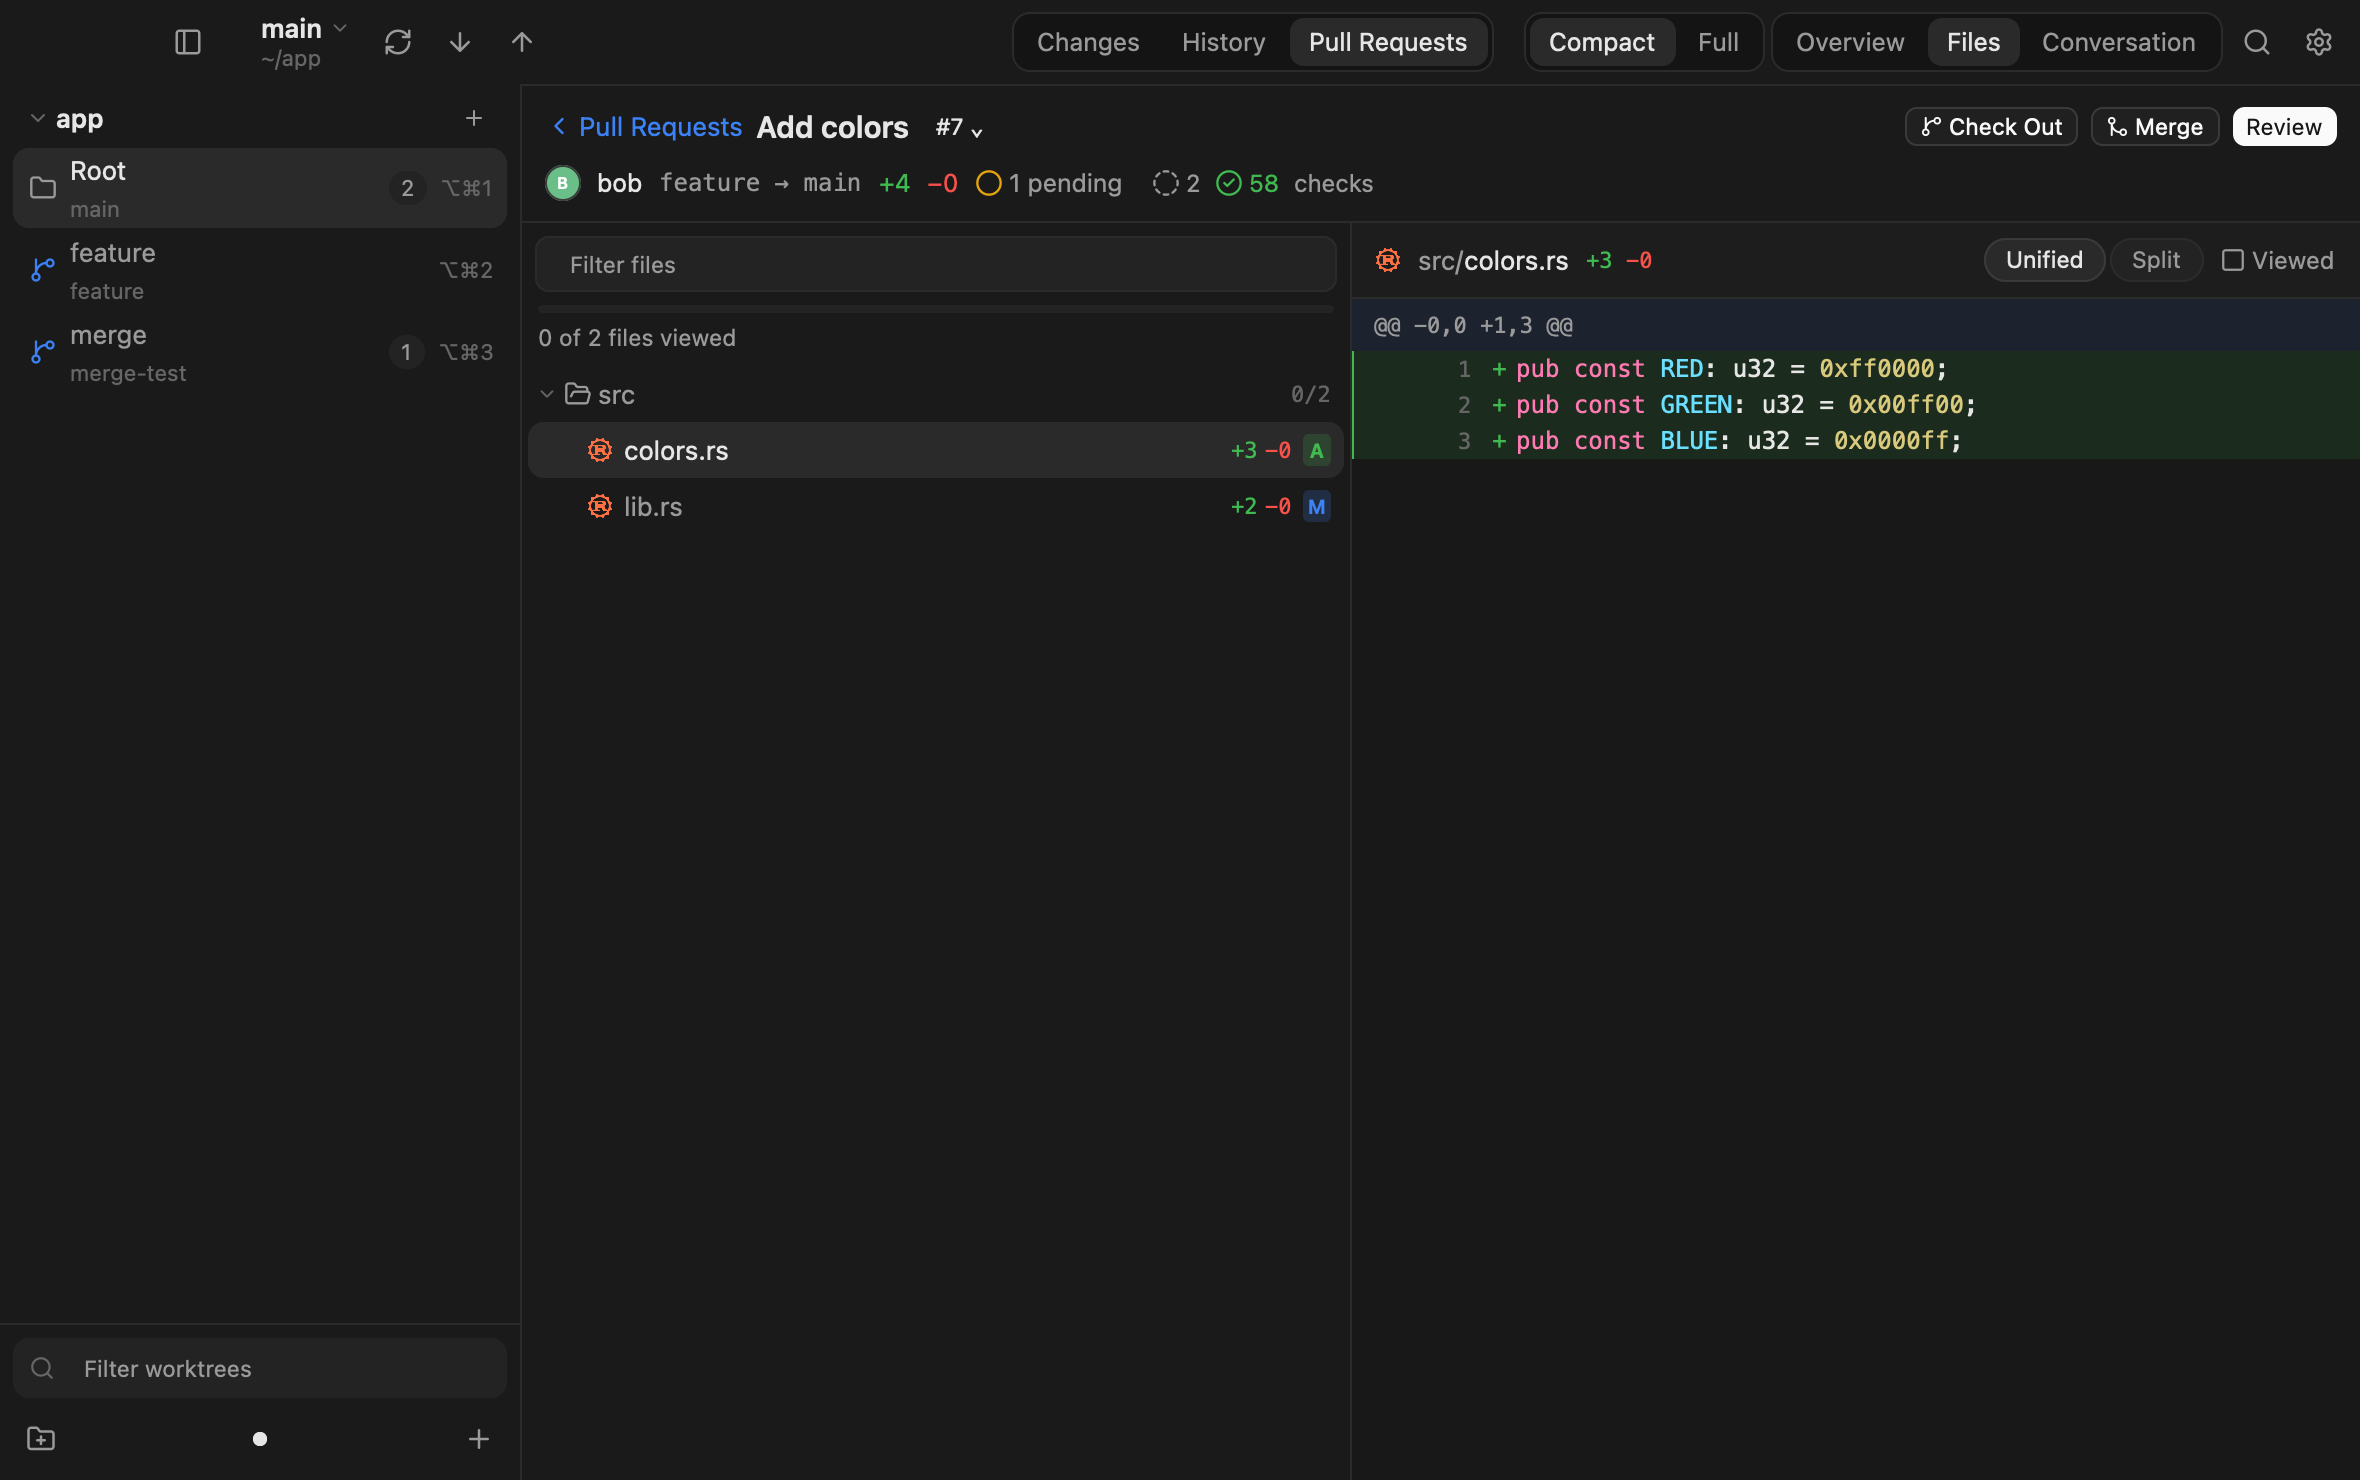 main
~/app
Changes History Pull Requests
Compact Full
Overview Files Conversation
app
Root
main
2 ⌥⌘1
feature
feature
⌥⌘2
merge
merge-test
1 ⌥⌘3
Filter worktrees
Pull Requests Add colors #7
Check Out Merge Review
B bob feature → main +4 −0 1 pending 2 58 checks
Filter files
0 of 2 files viewed
src 0/2
colors.rs +3 −0 A
lib.rs +2 −0 M
src/colors.rs +3 −0 Unified Split Viewed
@@ −0,0 +1,3 @@
1 + pub const RED: u32 = 0xff0000;
2 + pub const GREEN: u32 = 0x00ff00;
3 + pub const BLUE: u32 = 0x0000ff;